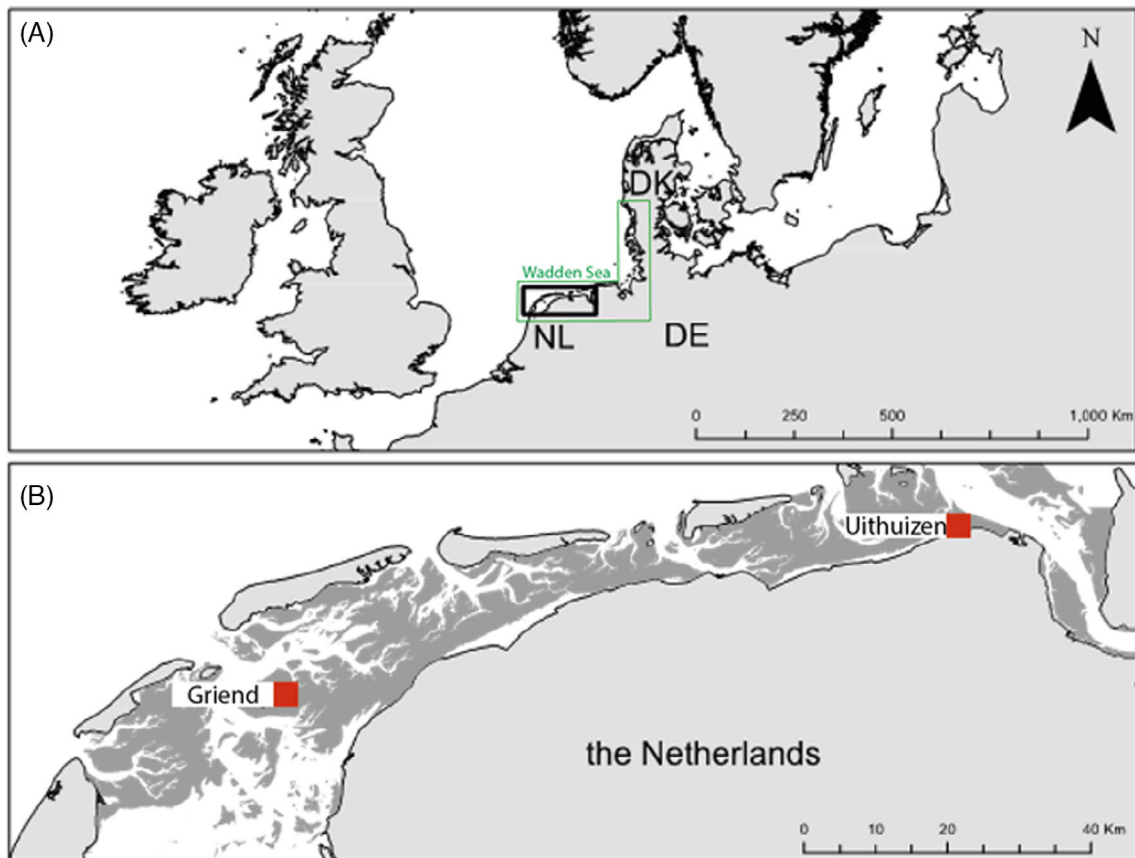 (A)
N
DK
Wadden Sea
NL
DE
0 250 500 1,000 Km
(B)
Uithuizen
Griend
the Netherlands
0 10 20 40 Km